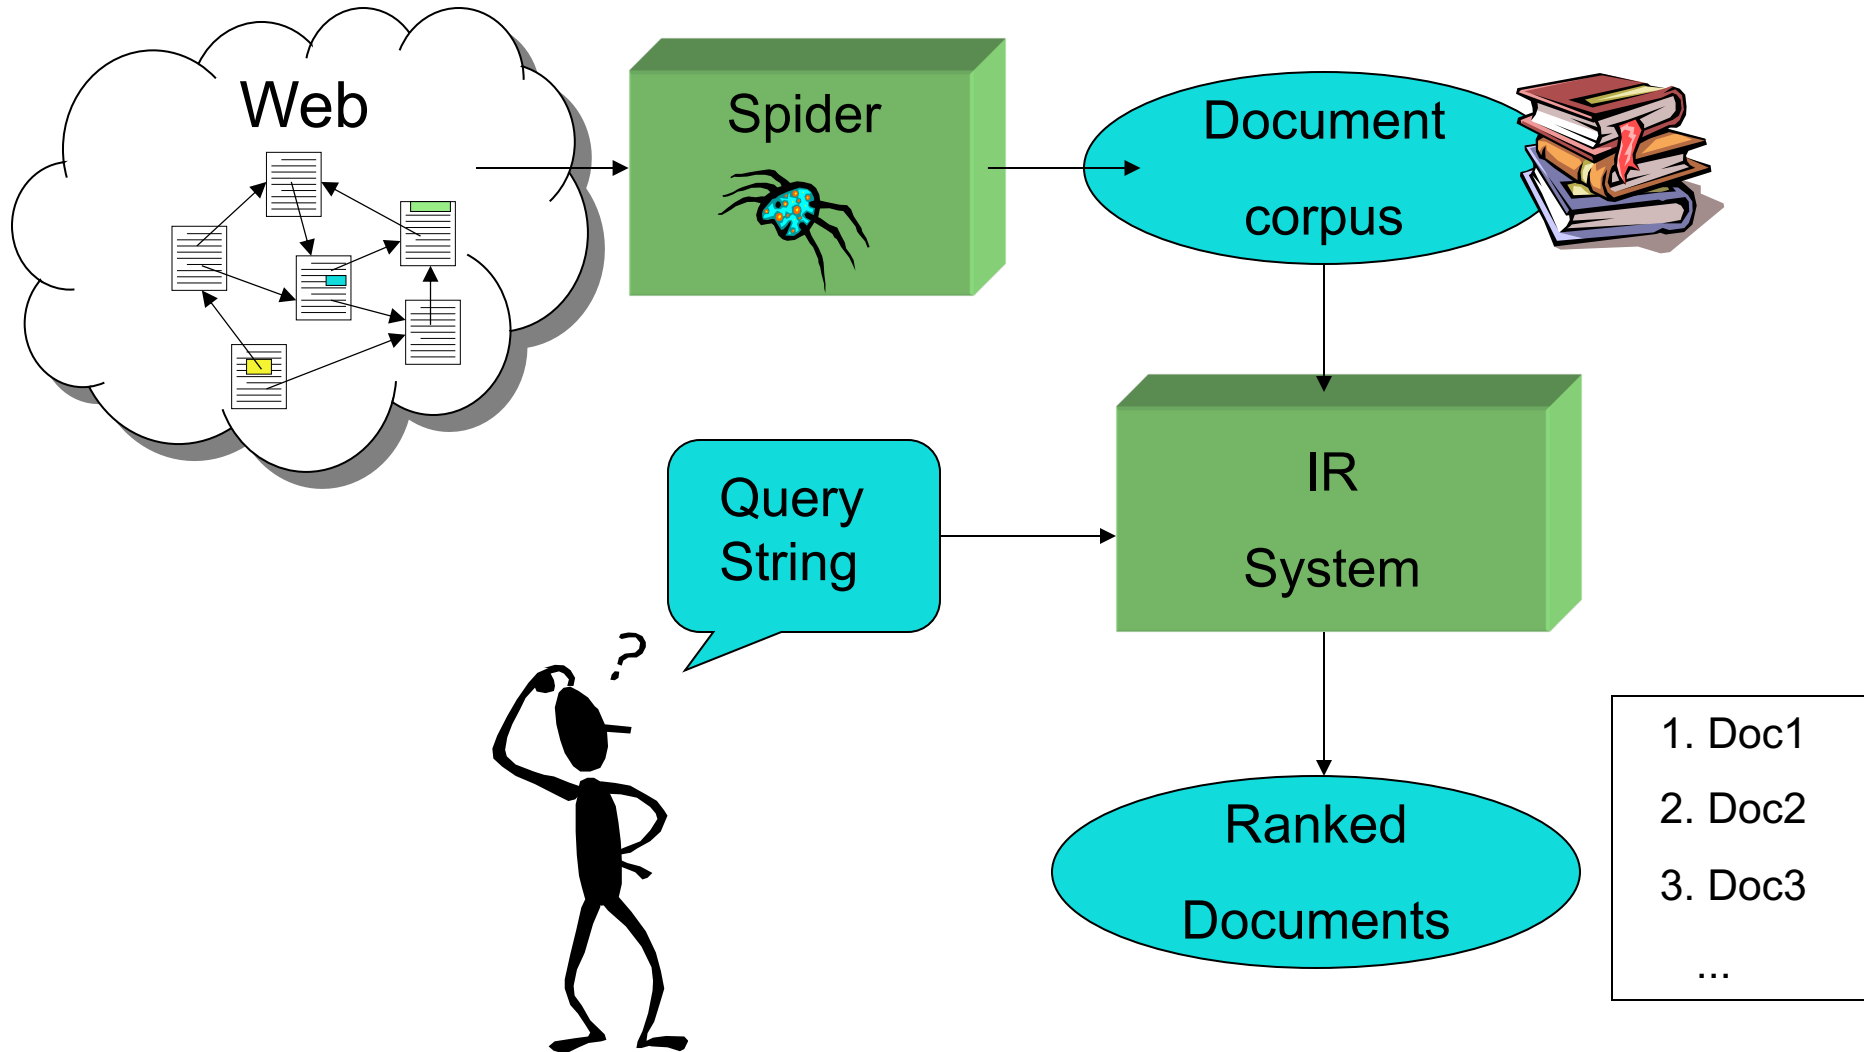 Web
Spider
Document
corpus
Query
String
IR
System
?
Ranked
Documents
1. Doc1
2. Doc2
3. Doc3
...